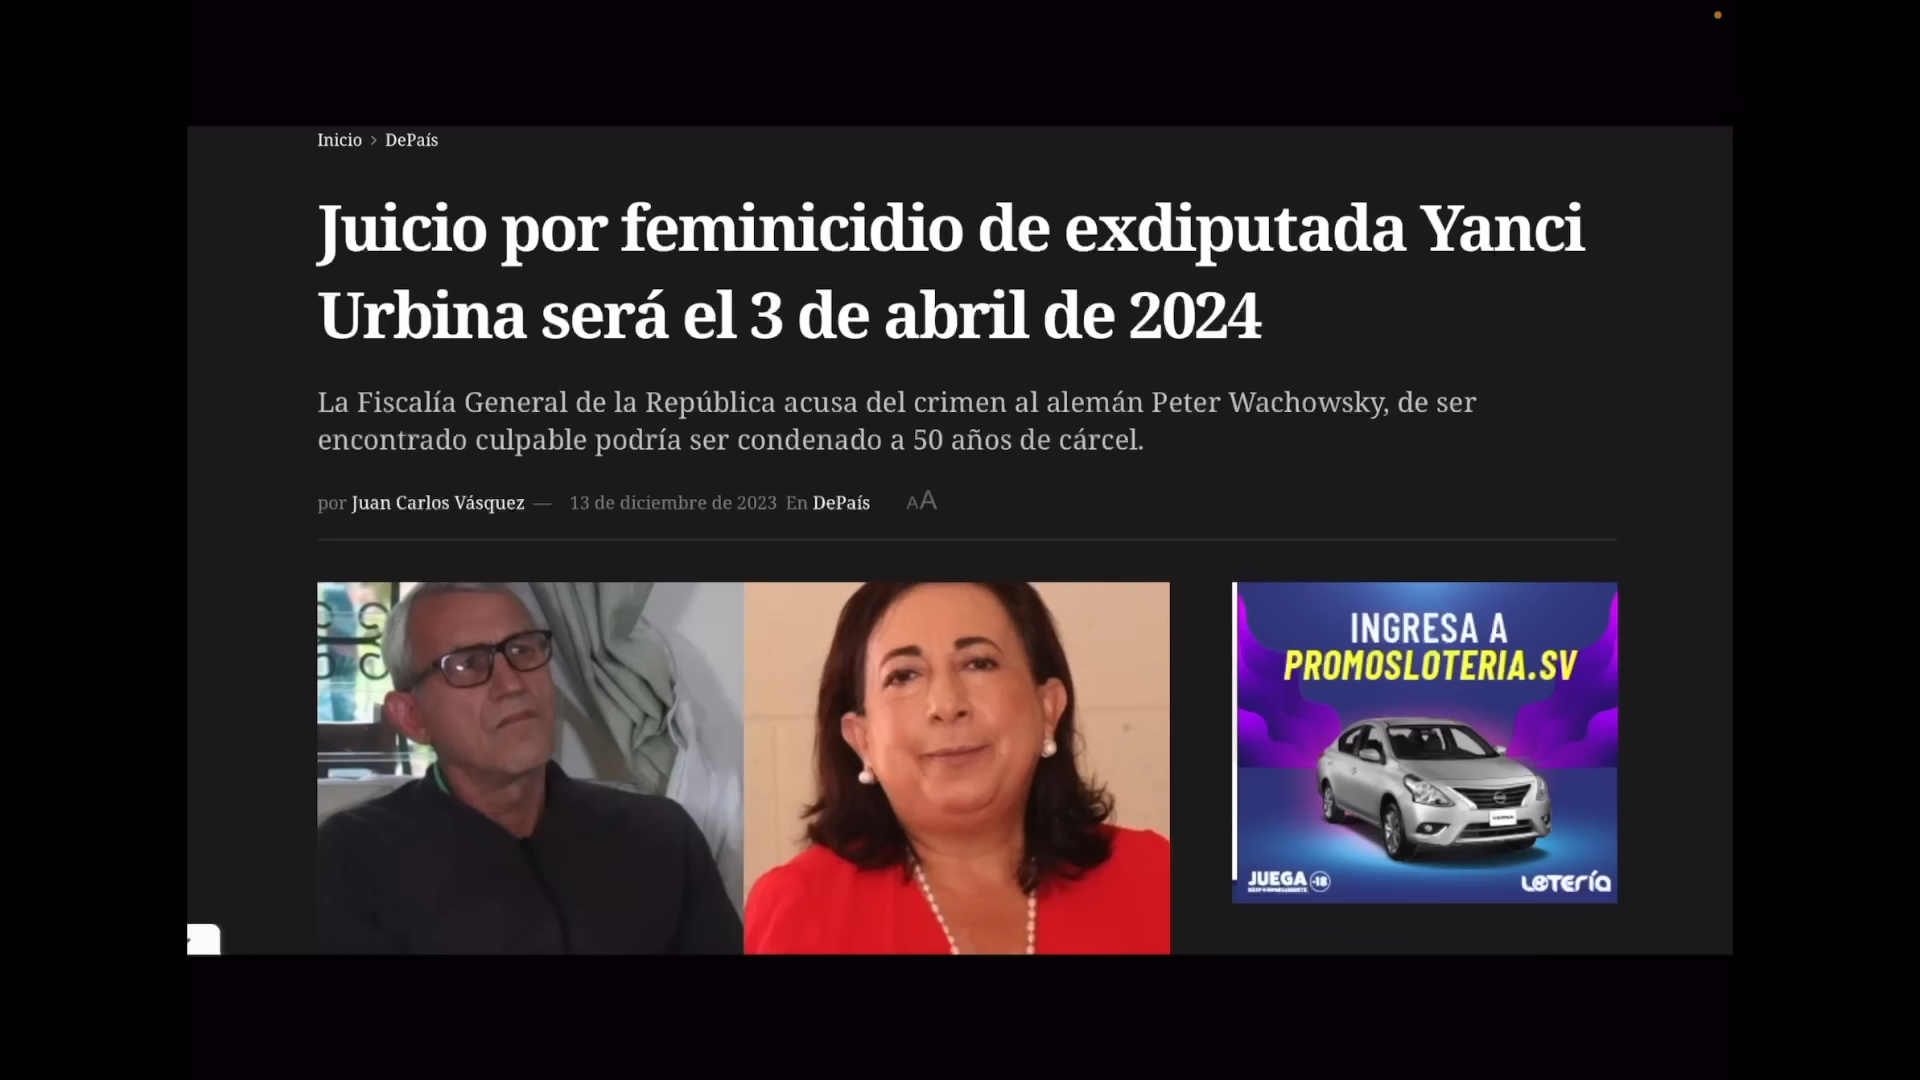 Inicio > DePaís
Juicio por feminicidio de exdiputada Yanci
Urbina será el 3 de abril de 2024
La Fiscalía General de la República acusa del crimen al alemán Peter Wachowsky, de ser
encontrado culpable podría ser condenado a 50 años de cárcel.
por Juan Carlos Vásquez — 13 de diciembre de 2023 En DePaís AA
INGRESA A
PROMOSLOTERIA.SV
JUEGA -18
LOTERÍA